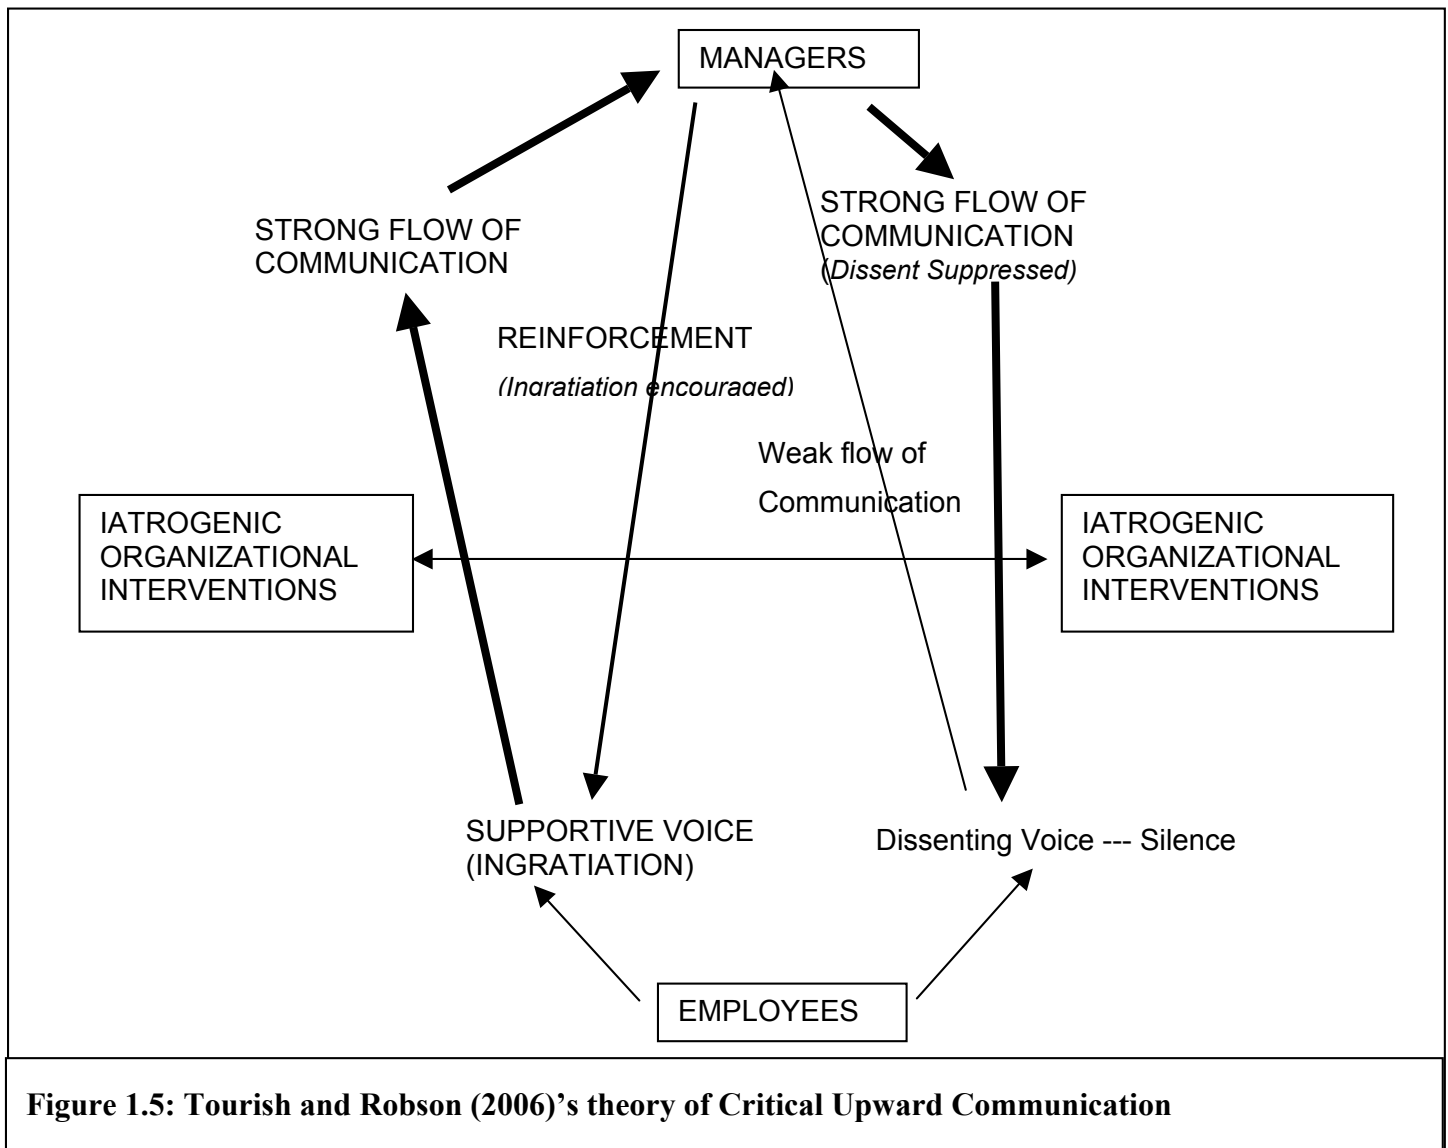 MANAGERS
STRONG FLOW OF
COMMUNICATION
STRONG FLOW OF
COMMUNICATION
(Dissent Suppressed)
REINFORCEMENT
(Ingratiation encouraged)
Weak flow of
Communication
IATROGENIC
ORGANIZATIONAL
INTERVENTIONS
IATROGENIC
ORGANIZATIONAL
INTERVENTIONS
SUPPORTIVE VOICE
(INGRATIATION)
Dissenting Voice --- Silence
EMPLOYEES
Figure 1.5: Tourish and Robson (2006)’s theory of Critical Upward Communication